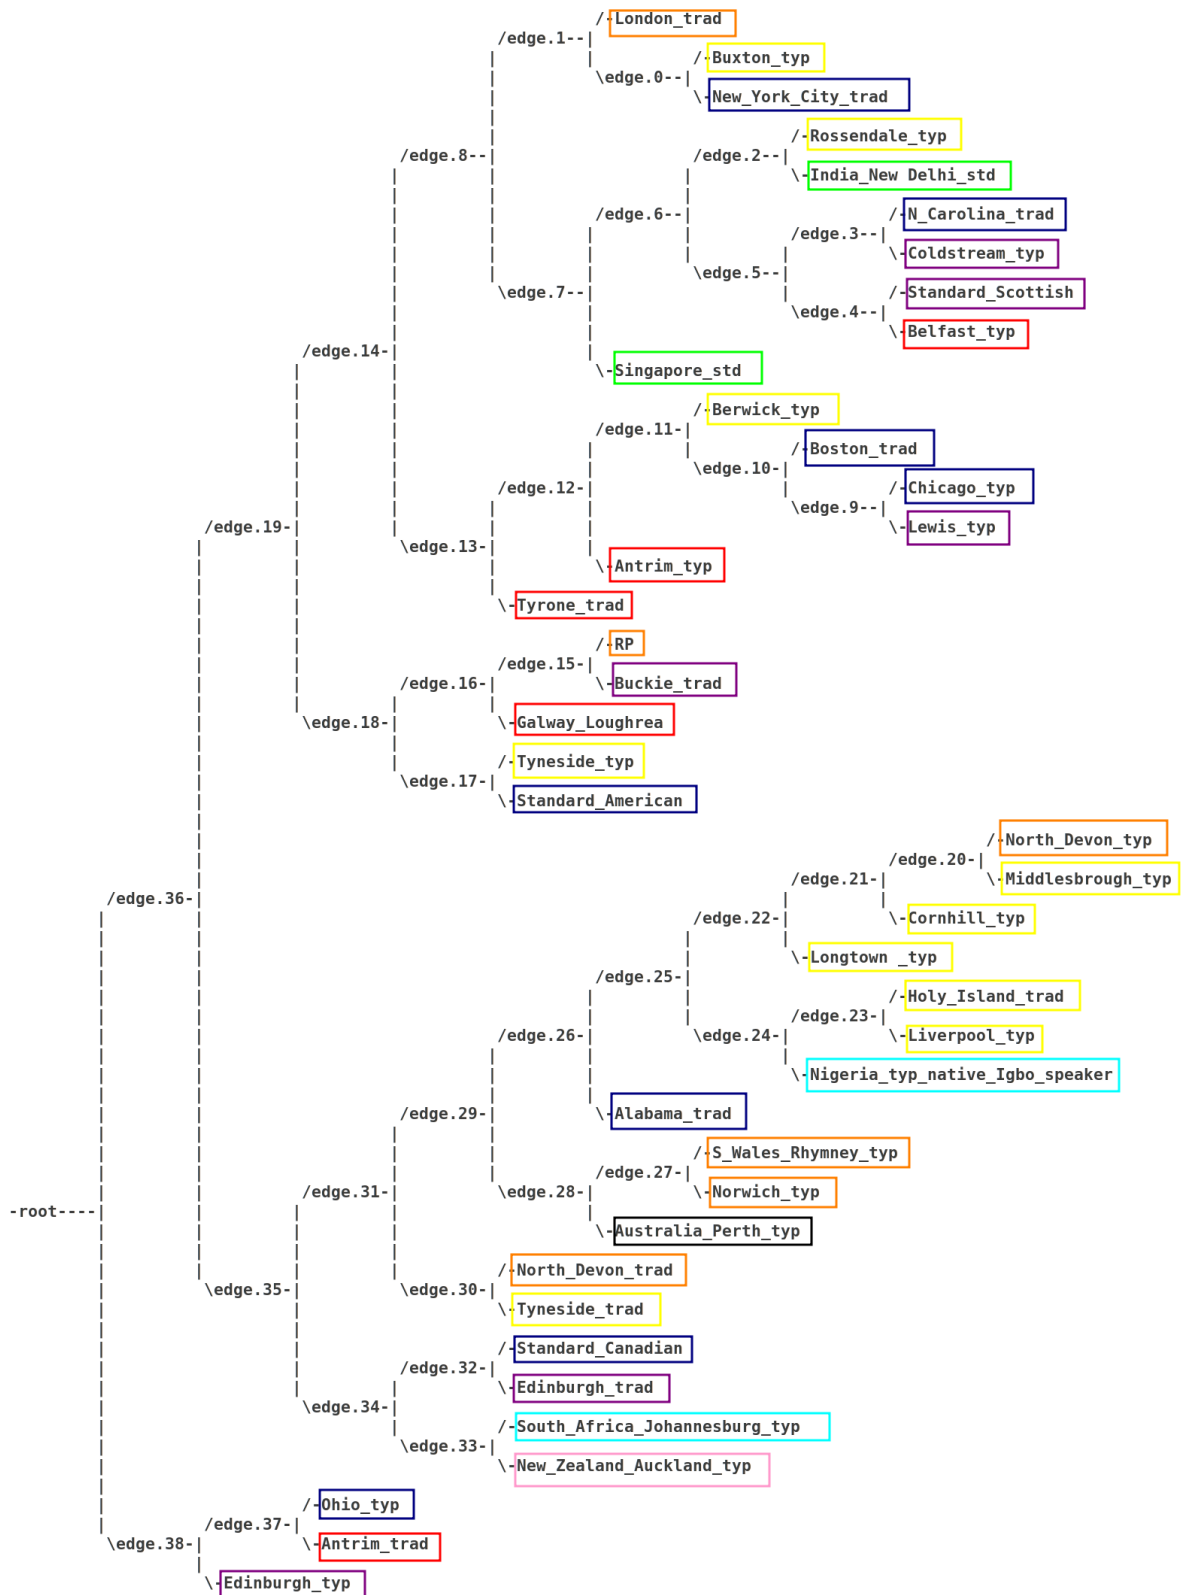 /-London_trad
/edge.1--|
/-Buxton_typ
\edge.0--|
\-New_York_City_trad
/-Rossendale_typ
/edge.8--|
/edge.2--|
\-India_New Delhi_std
/-N_Carolina_trad
/edge.6--|
/edge.3--|
\-Coldstream_typ
\edge.5--|
/-Standard_Scottish
\edge.7--|
\edge.4--|
\-Belfast_typ
/edge.14-|
\-Singapore_std
/-Berwick_typ
/edge.11-|
/-Boston_trad
\edge.10-|
/-Chicago_typ
/edge.12-|
\edge.9--|
\-Lewis_typ
/edge.19-|
\edge.13-|
\-Antrim_typ
\-Tyrone_trad
/-RP
/edge.15-|
\-Buckie_trad
/edge.16-|
\-Galway_Loughrea
\edge.18-|
/-Tyneside_typ
\edge.17-|
\-Standard_American
/-North_Devon_typ
/edge.20-|
\-Middlesbrough_typ
/edge.21-|
/edge.36-|
\-Cornhill_typ
/edge.22-|
\-Longtown _typ
/edge.25-|
/-Holy_Island_trad
/edge.23-|
\-Liverpool_typ
/edge.26-|
\edge.24-|
\-Nigeria_typ_native_Igbo_speaker
/edge.29-|
\-Alabama_trad
/-S_Wales_Rhymney_typ
/edge.27-|
\-Norwich_typ
/edge.31-|
\edge.28-|
-root----|
\-Australia_Perth_typ
/-North_Devon_trad
\edge.35-|
\edge.30-|
\-Tyneside_trad
/-Standard_Canadian
/edge.32-|
\-Edinburgh_trad
\edge.34-|
/-South_Africa_Johannesburg_typ
\edge.33-|
\-New_Zealand_Auckland_typ
/-Ohio_typ
/edge.37-|
\edge.38-|
\-Antrim_trad
\-Edinburgh_typ